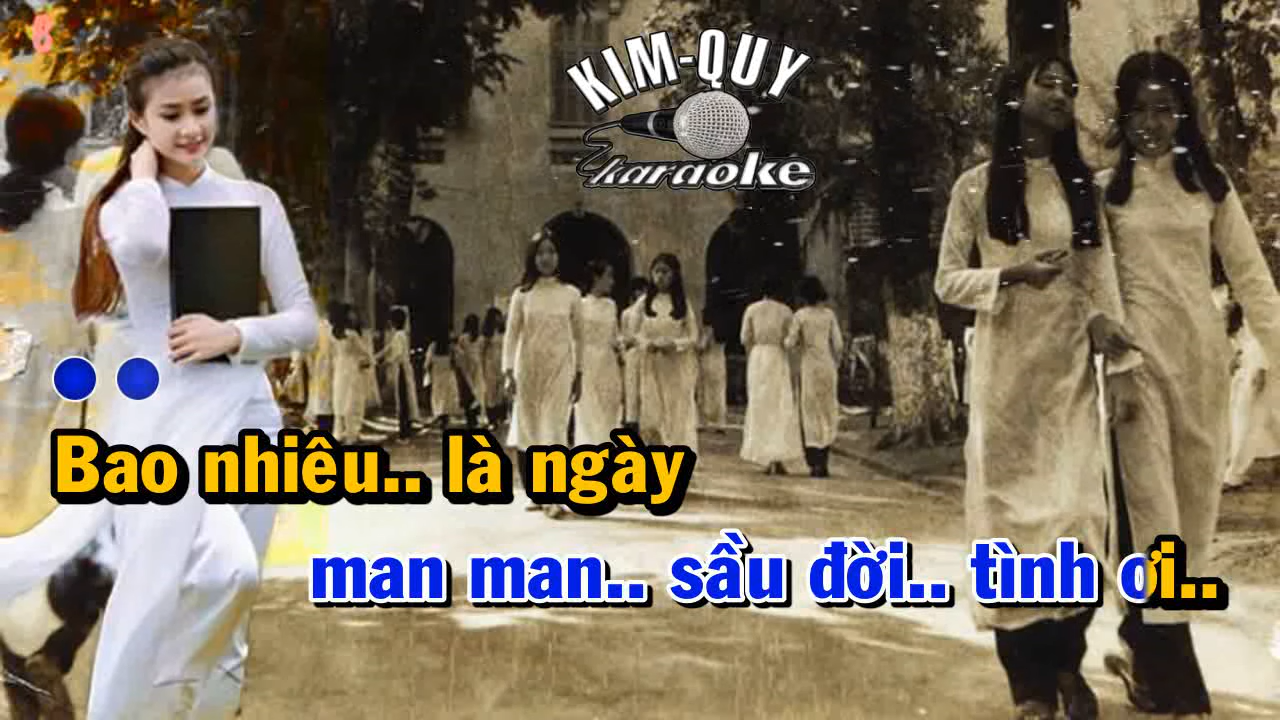 KIM-QUY
karaoke
Bao nhiêu.. là ngày
man man.. sầu đời.. tình ơi..